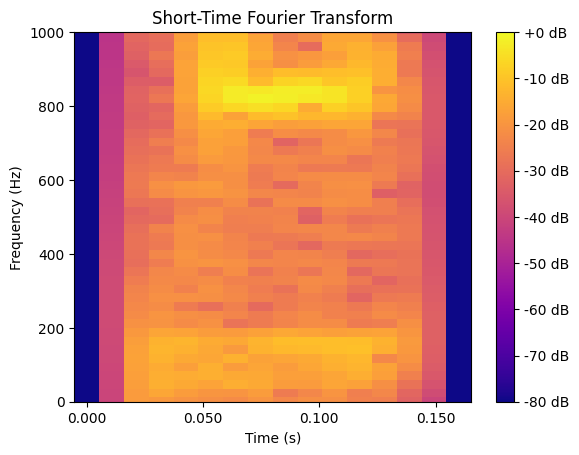 Short-Time Fourier Transform
1000
800
600
400
200
0
Frequency (Hz)
0.000
0.050
0.100
0.150
Time (s)
+0 dB
-10 dB
-20 dB
-30 dB
-40 dB
-50 dB
-60 dB
-70 dB
-80 dB